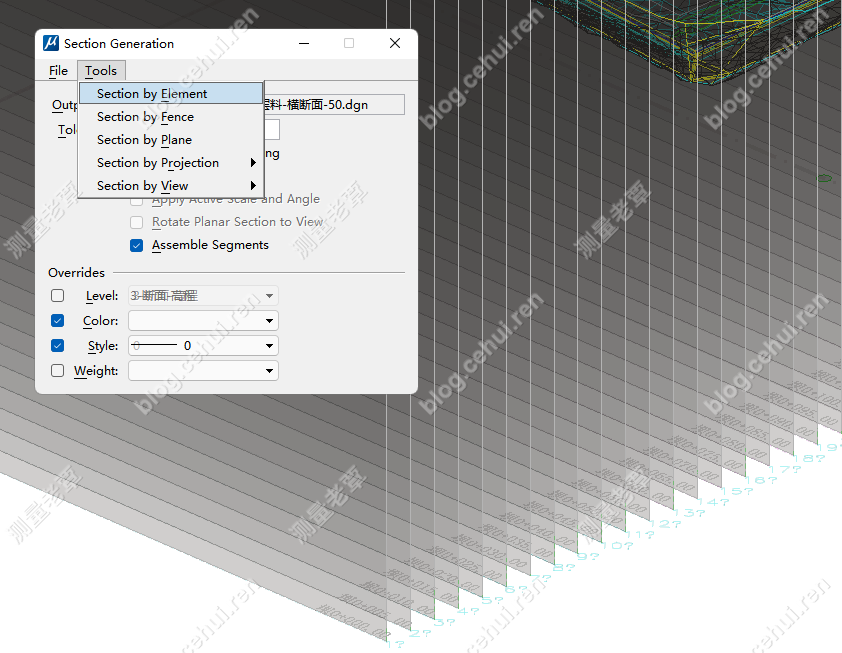 Section Generation
File Tools
Section by Element
Section by Fence
Section by Plane
Section by Projection
Section by View
Outp
料-横断面-50.dgn
Tol
ng
Apply Active Scale and Angle
Rotate Planar Section to View
Assemble Segments
Overrides
Level: 3-断面-高程
Color:
Style: 0 0
Weight:
1?
2?
3?
4?
5?
6?
7?
8?
9?
10?
11?
12?
13?
14?
15?
16?
17?
18?
19?
blog.cehui.ren
测量老覃